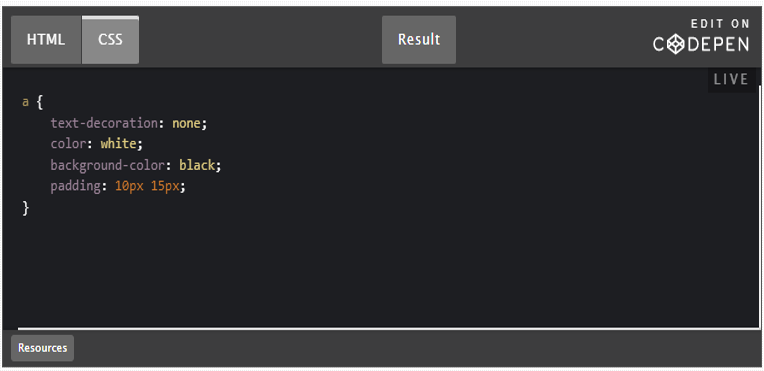 HTML CSS Result EDIT ON
CODEPEN
LIVE
a {
text-decoration: none;
color: white;
background-color: black;
padding: 10px 15px;
}
Resources